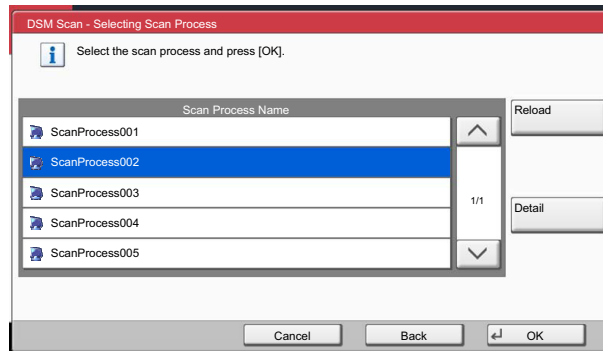 DSM Scan - Selecting Scan Process
Select the scan process and press [OK].
Scan Process Name
Reload
ScanProcess001
ScanProcess002
ScanProcess003
1/1
Detail
ScanProcess004
ScanProcess005
Cancel
Back
OK